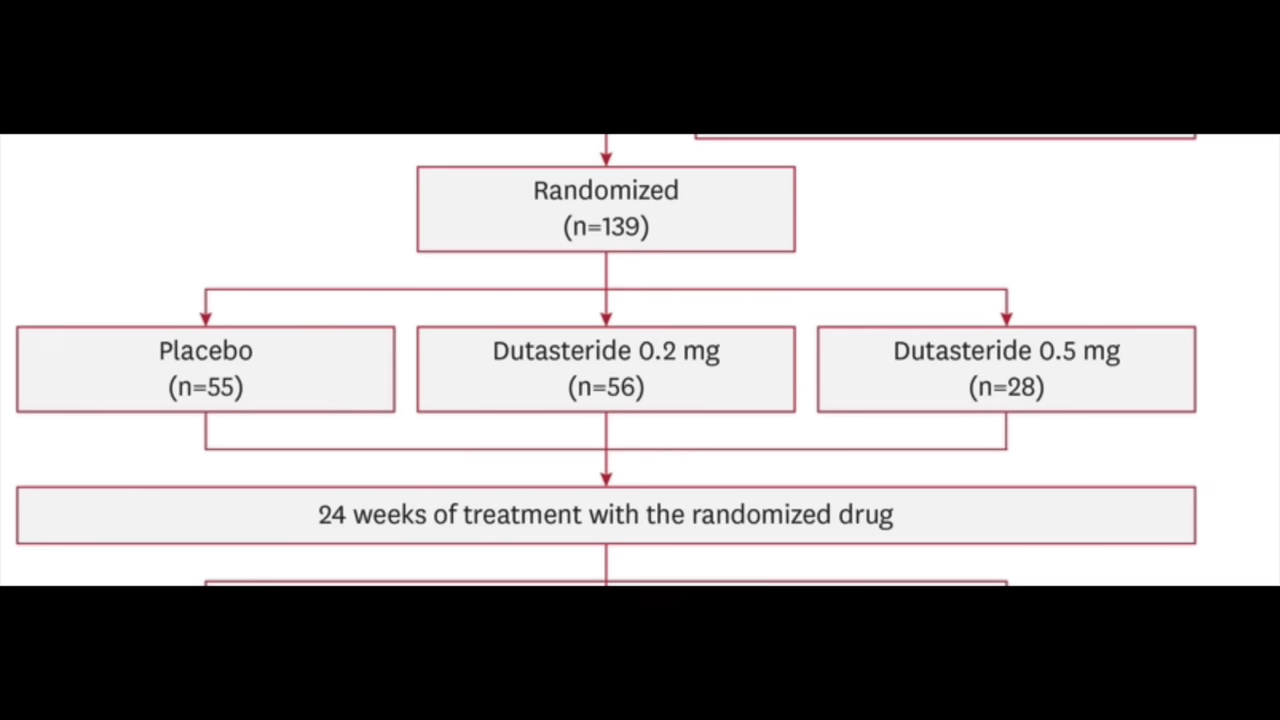 Randomized
(n=139)
Placebo
(n=55)
Dutasteride 0.2 mg
(n=56)
Dutasteride 0.5 mg
(n=28)
24 weeks of treatment with the randomized drug